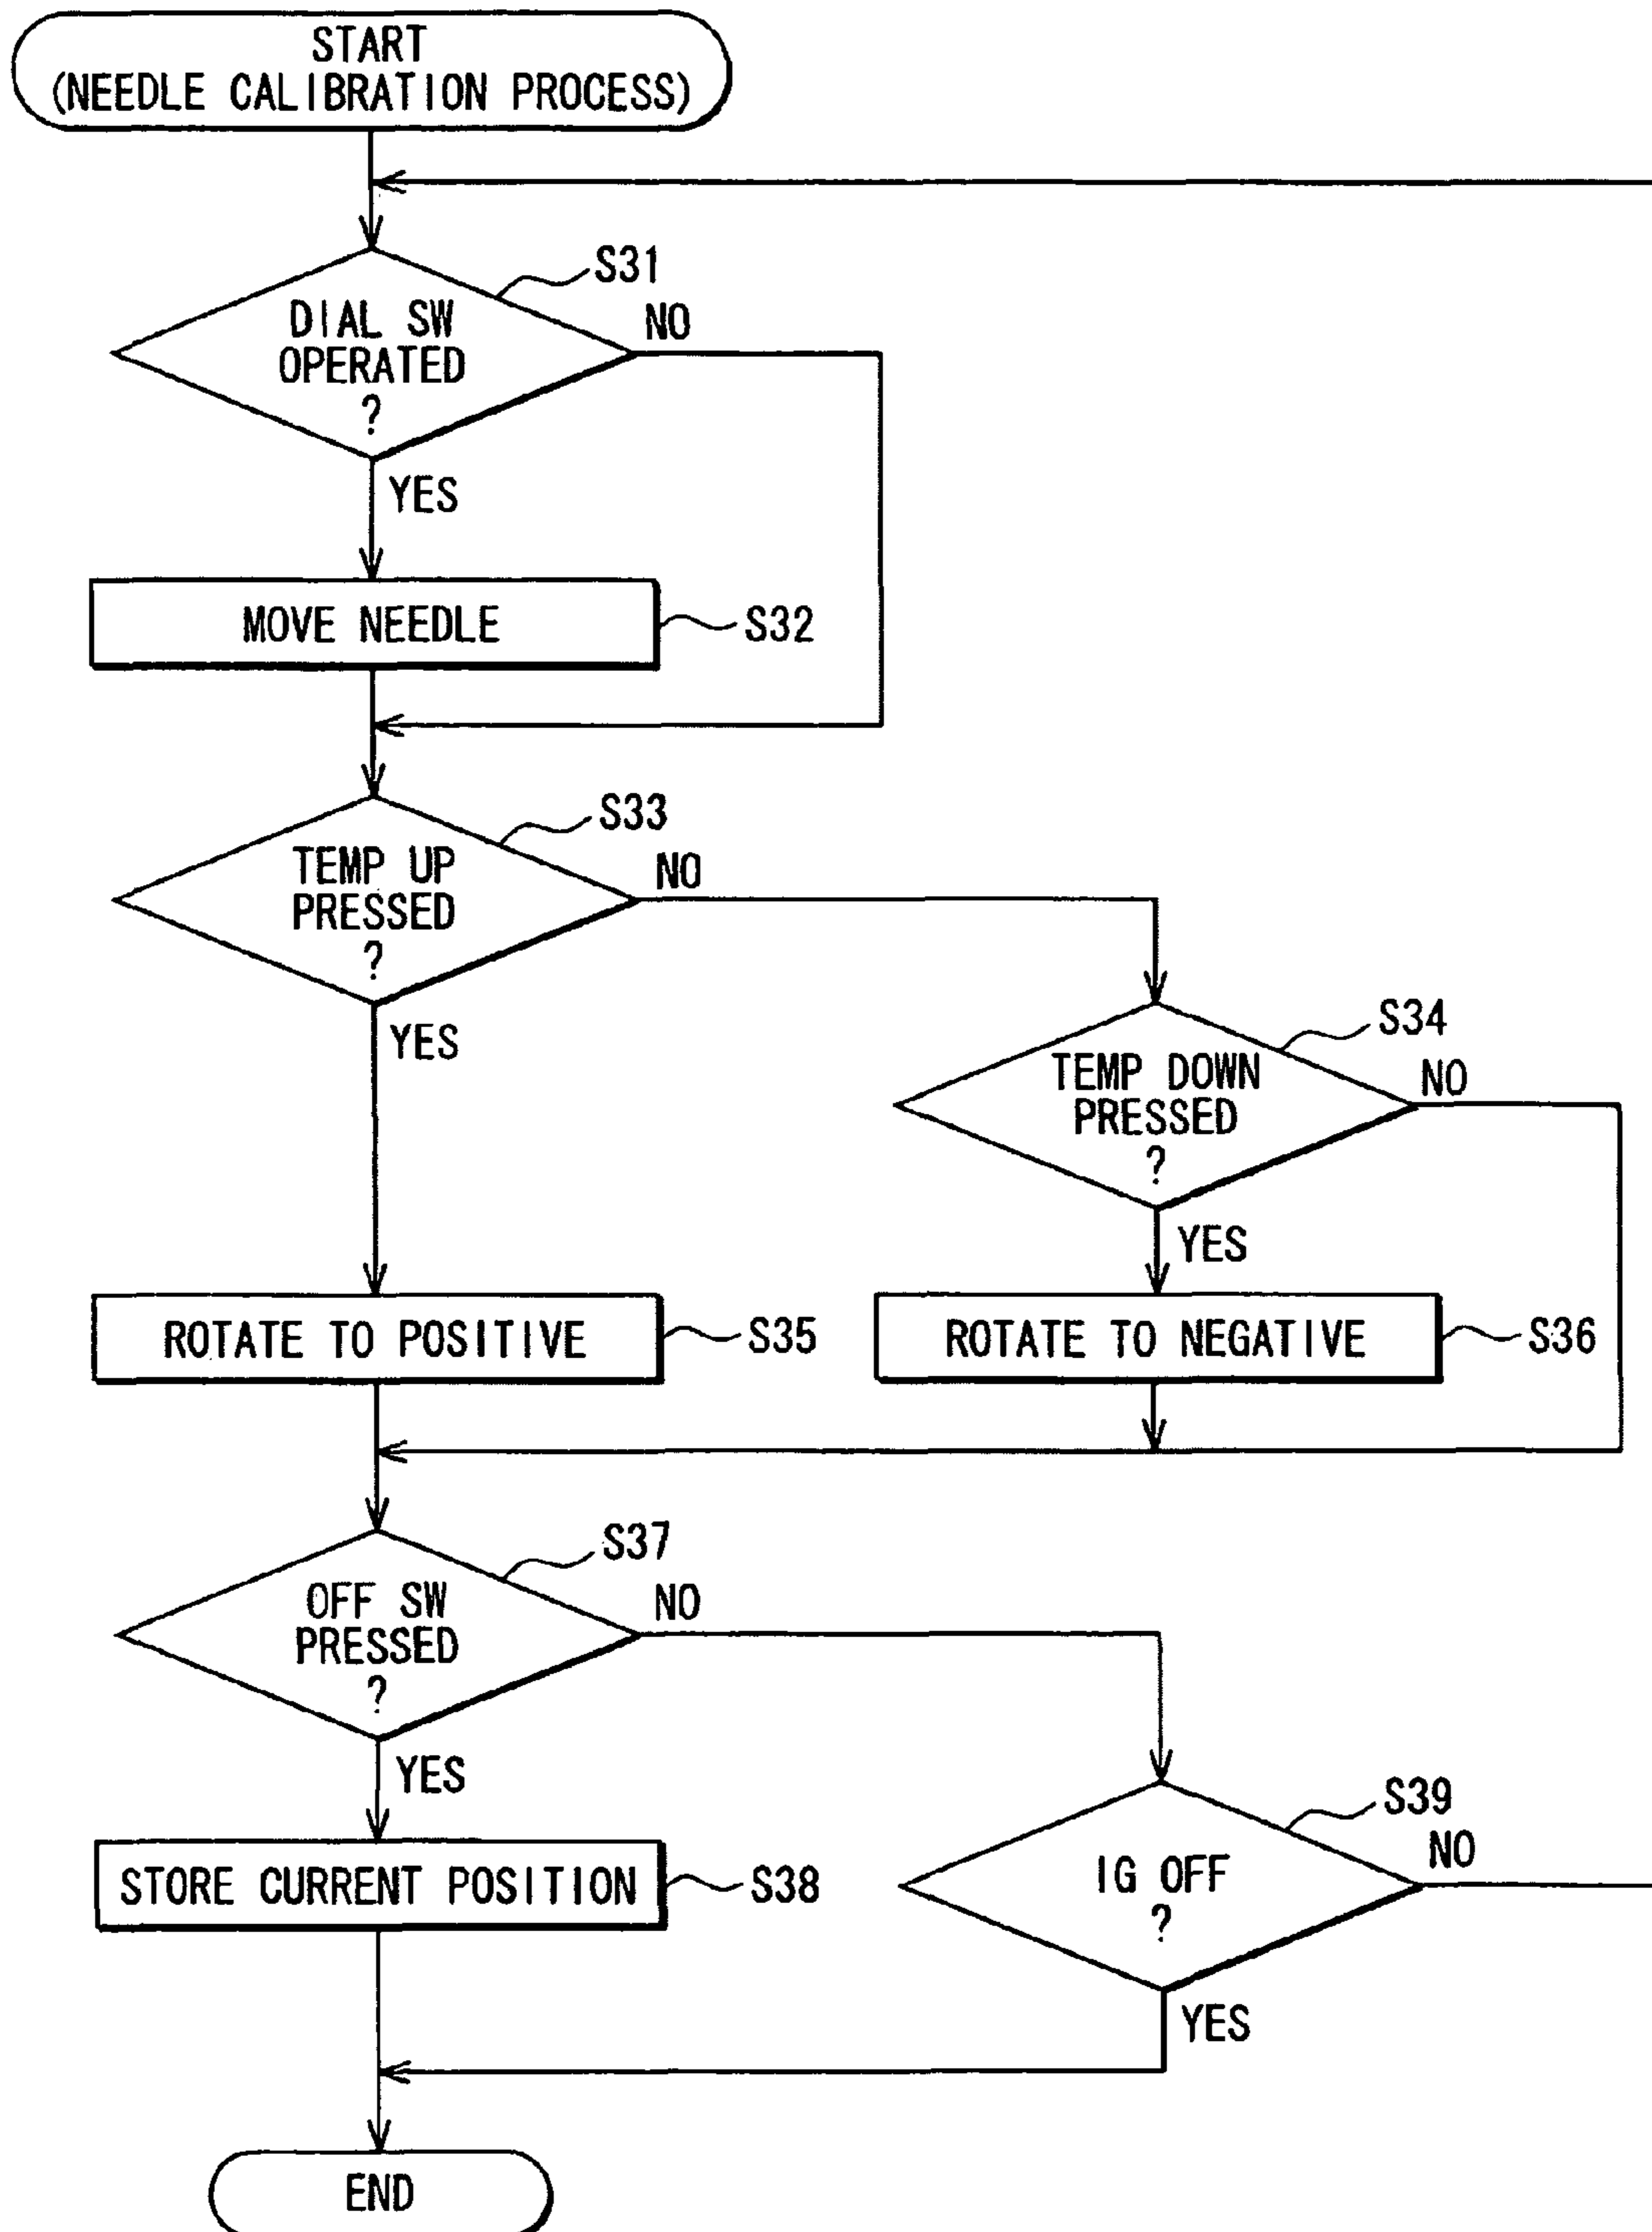 START
(NEEDLE CALIBRATION PROCESS)
S31
DIAL SW
OPERATED
?
NO
YES
MOVE NEEDLE
S32
S33
TEMP UP
PRESSED
?
NO
YES
S34
TEMP DOWN
PRESSED
?
NO
YES
ROTATE TO POSITIVE
S35
ROTATE TO NEGATIVE
S36
S37
OFF SW
PRESSED
?
NO
YES
STORE CURRENT POSITION
S38
S39
IG OFF
?
NO
YES
END